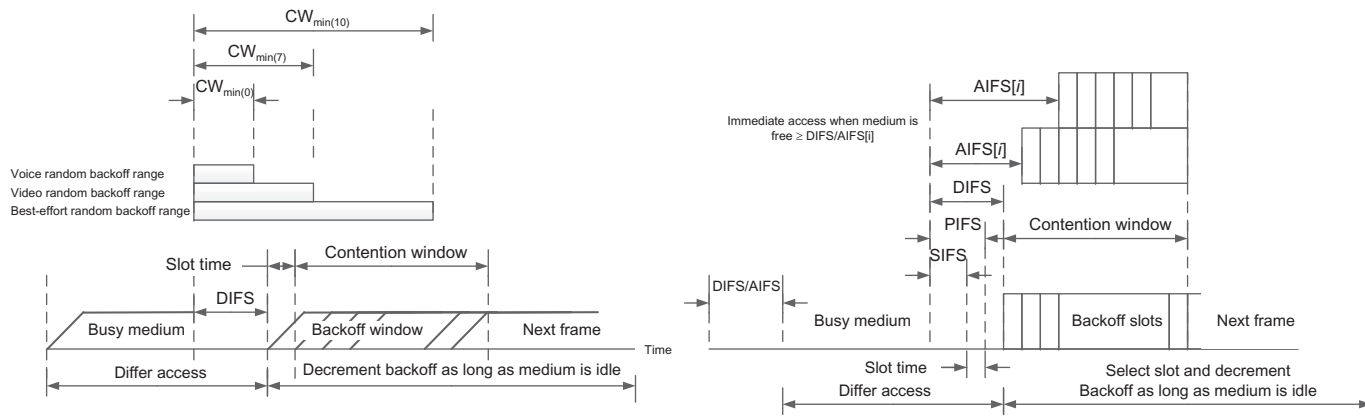 CWmin(10)
CWmin(7)
CWmin(0)
Voice random backoff range
Video random backoff range
Best-effort random backoff range
Contention window
Slot time
DIFS
Busy medium
Backoff window
Next frame
Time
Differ access
Decrement backoff as long as medium is idle
AIFS[i]
Immediate access when medium is
free ≥ DIFS/AIFS[i]
AIFS[i]
DIFS
PIFS
Contention window
SIFS
DIFS/AIFS
Busy medium
Backoff slots
Next frame
Slot time
Select slot and decrement
Differ access
Backoff as long as medium is idle